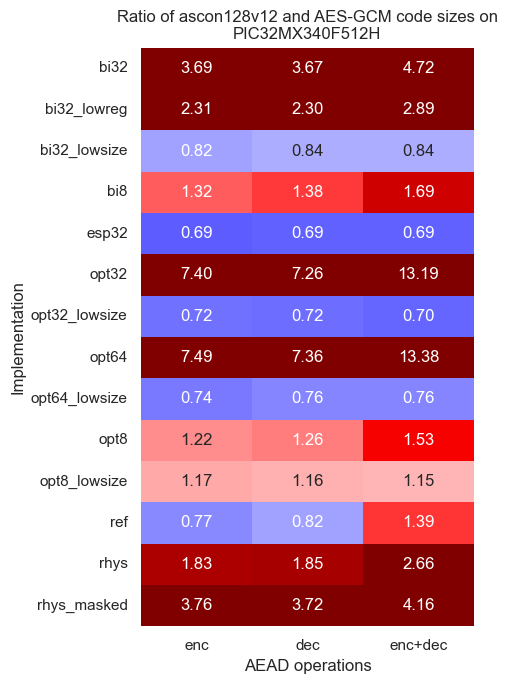 Ratio of ascon128v12 and AES-GCM code sizes on
PIC32MX340F512H
Implementation
bi32 3.69 3.67 4.72
bi32_lowreg 2.31 2.30 2.89
bi32_lowsize 0.82 0.84 0.84
bi8 1.32 1.38 1.69
esp32 0.69 0.69 0.69
opt32 7.40 7.26 13.19
opt32_lowsize 0.72 0.72 0.70
opt64 7.49 7.36 13.38
opt64_lowsize 0.74 0.76 0.76
opt8 1.22 1.26 1.53
opt8_lowsize 1.17 1.16 1.15
ref 0.77 0.82 1.39
rhys 1.83 1.85 2.66
rhys_masked 3.76 3.72 4.16
enc dec enc+dec
AEAD operations